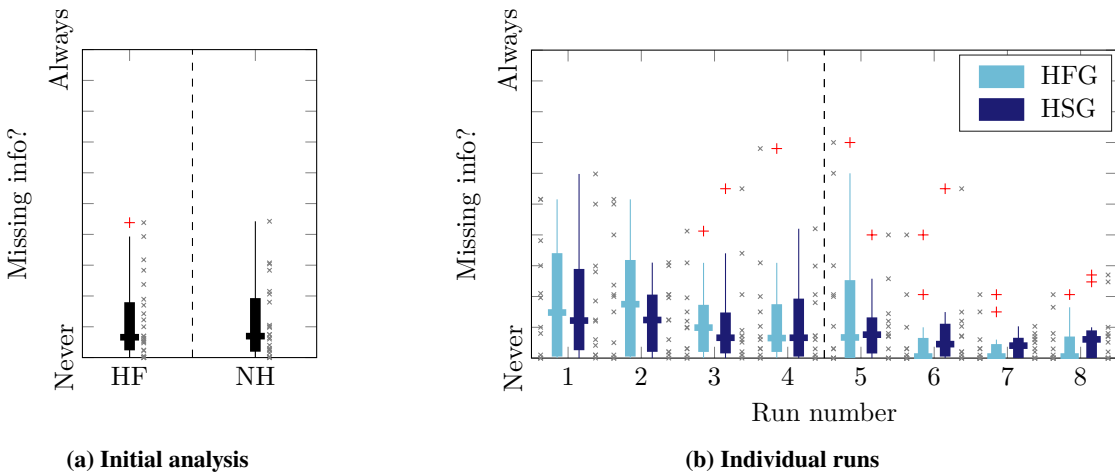 Always
Missing info?
Never
HF
NH
(a) Initial analysis
Always
Missing info?
Never
HFG
HSG
1
2
3
4
5
6
7
8
Run number
(b) Individual runs